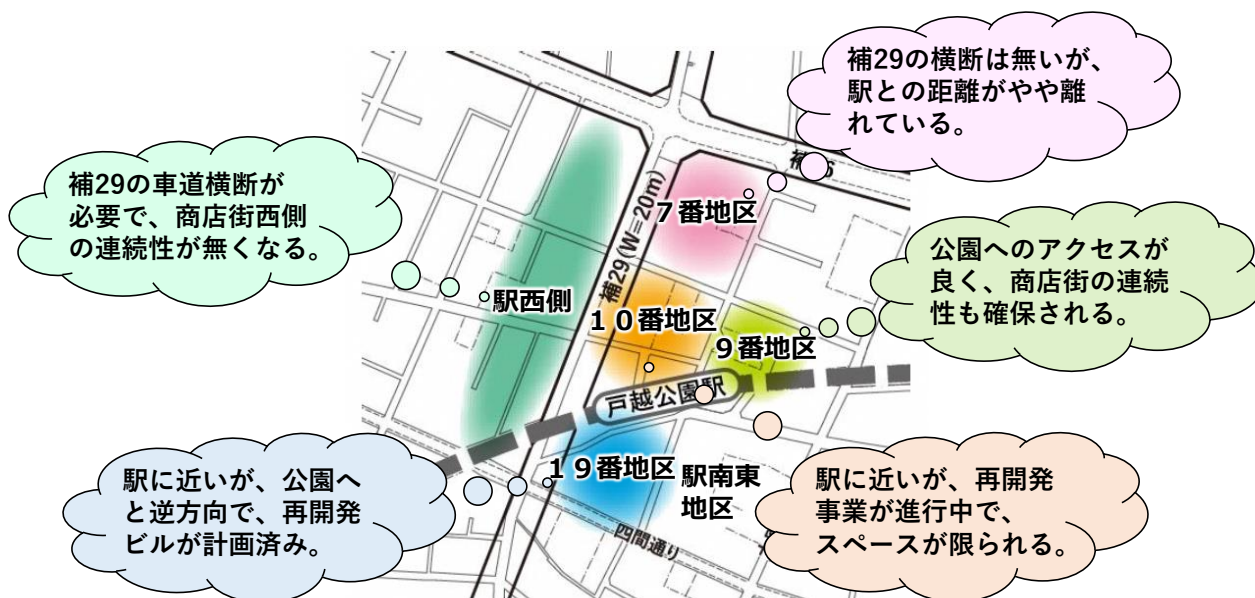 補29の横断は無いが、
駅との距離がやや離
れている。
補29の車道横断が
必要で、商店街西側
の連続性が無くなる。
公園へのアクセスが
良く、商店街の連続
性も確保される。
７番地区
補29(W=20m)
駅西側
１０番地区
９番地区
戸越公園駅
１９番地区
駅南東
地区
四間通り
駅に近いが、公園へ
と逆方向で、再開発
ビルが計画済み。
駅に近いが、再開発
事業が進行中で、
スペースが限られる。